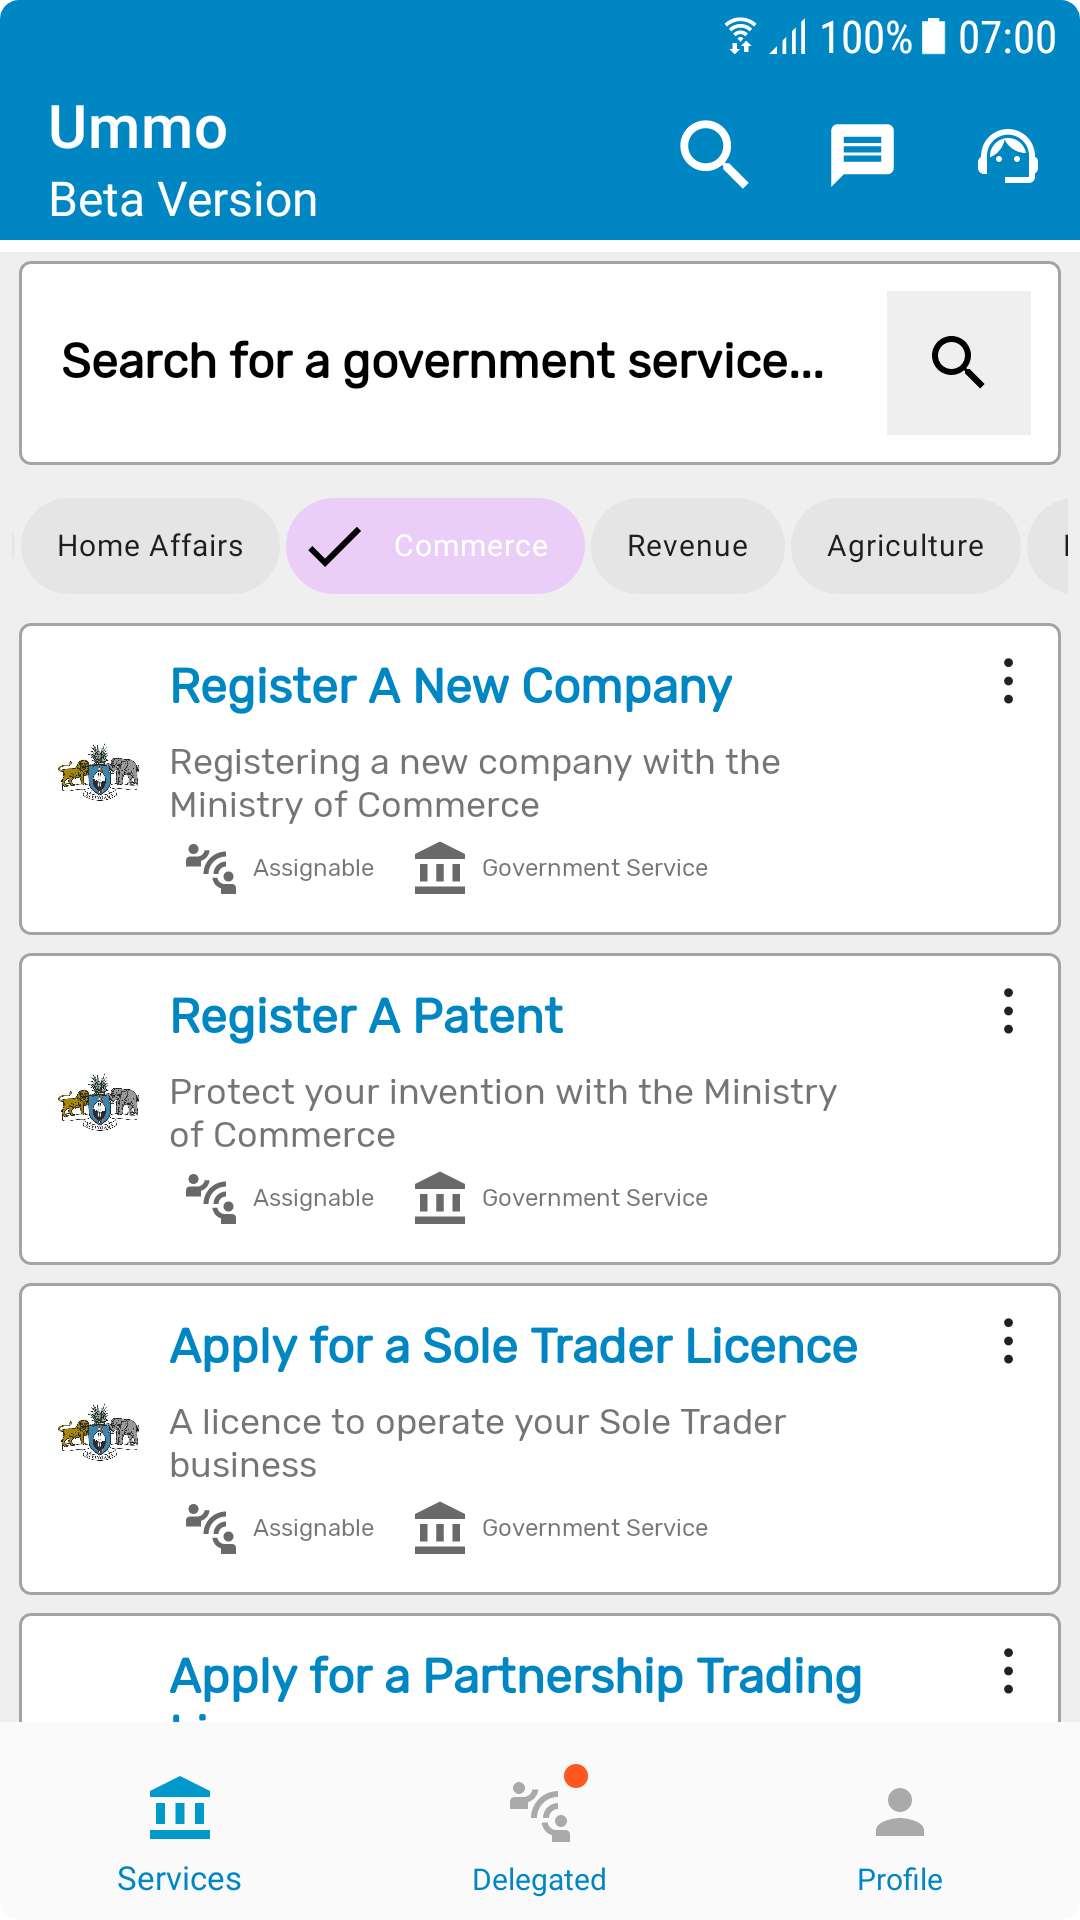 100% 07:00
Ummo
Beta Version
Search for a government service...
Home Affairs Commerce Revenue Agriculture
Register A New Company
Registering a new company with the
Ministry of Commerce
Assignable Government Service
Register A Patent
Protect your invention with the Ministry
of Commerce
Assignable Government Service
Apply for a Sole Trader Licence
A licence to operate your Sole Trader
business
Assignable Government Service
Apply for a Partnership Trading
Services Delegated Profile